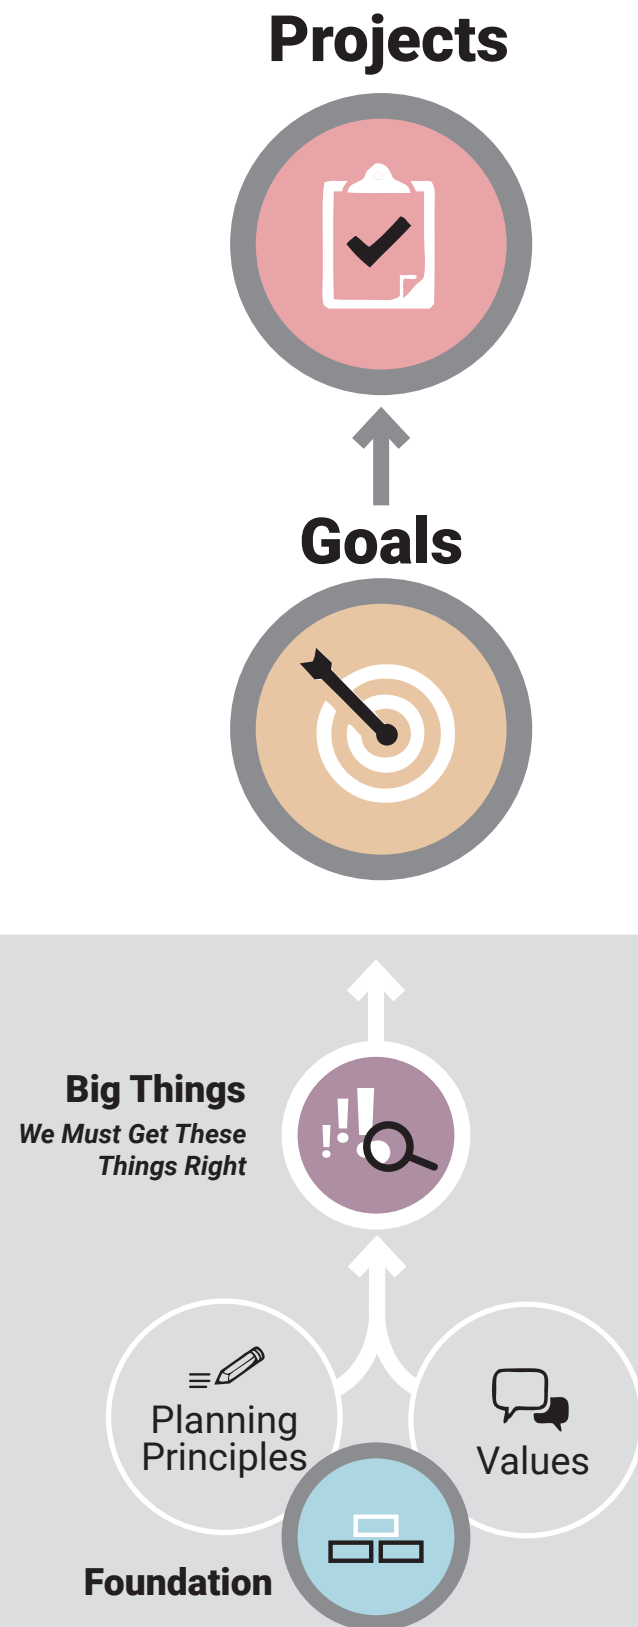 Projects
Goals
Big Things
We Must Get These
Things Right
Planning
Principles
Values
Foundation